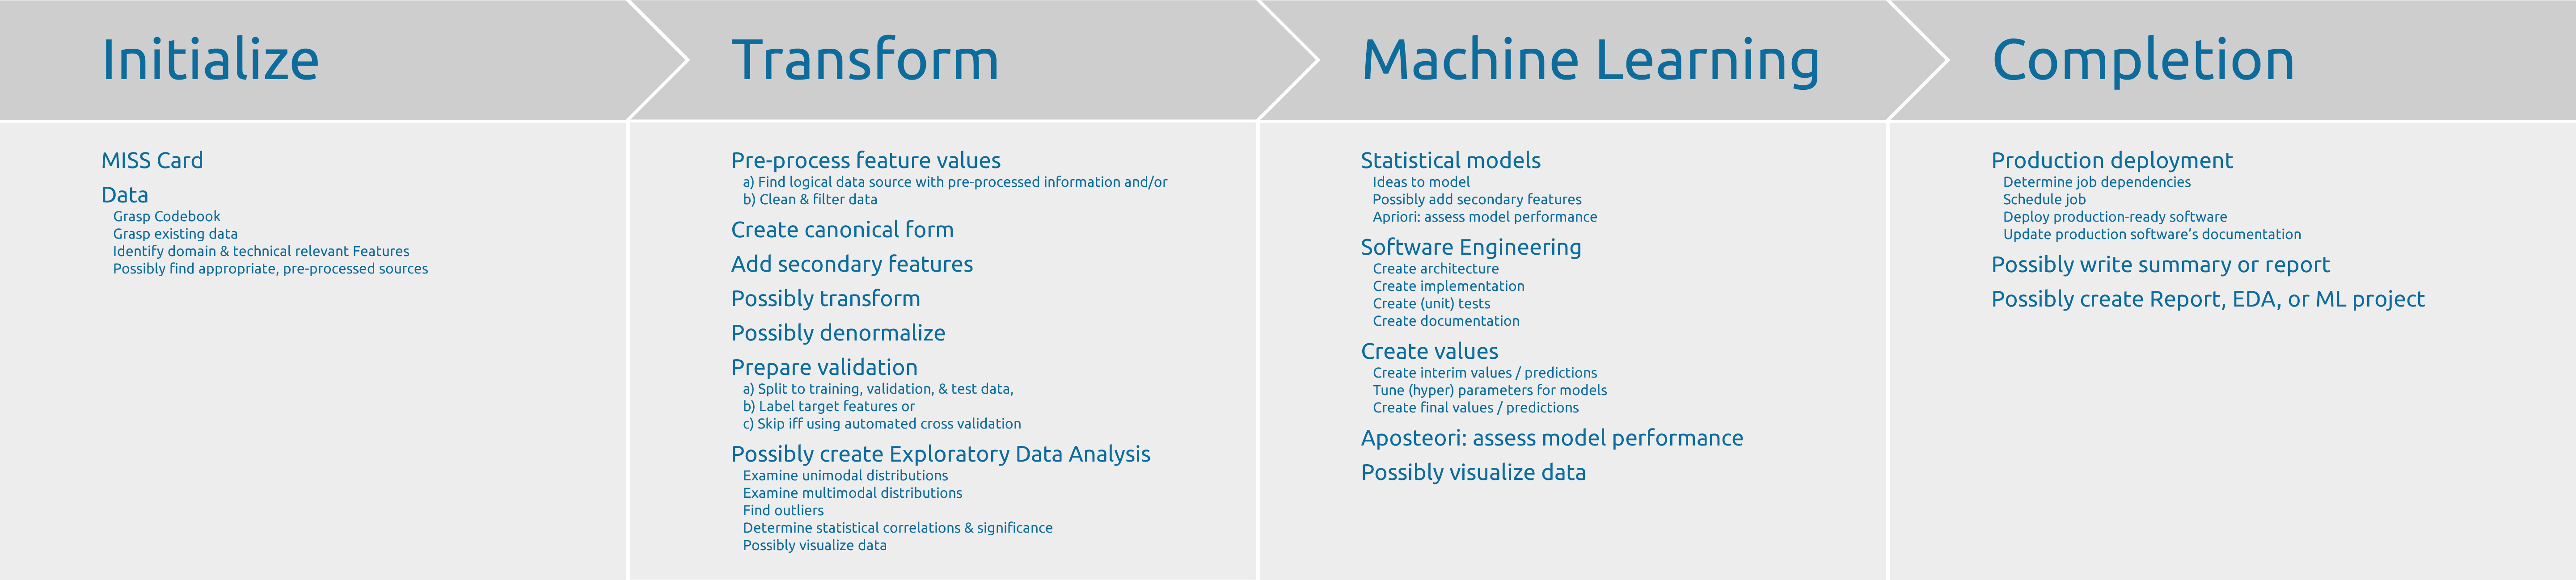 Initialize
MISS Card
Data
Grasp Codebook
Grasp existing data
Identify domain & technical relevant Features
Possibly find appropriate, pre-processed sources
Transform
Pre-process feature values
a) Find logical data source with pre-processed information and/or
b) Clean & filter data
Create canonical form
Add secondary features
Possibly transform
Possibly denormalize
Prepare validation
a) Split to training, validation, & test data,
b) Label target features or
c) Skip iff using automated cross validation
Possibly create Exploratory Data Analysis
Examine unimodal distributions
Examine multimodal distributions
Find outliers
Determine statistical correlations & significance
Possibly visualize data
Machine Learning
Statistical models
Ideas to model
Possibly add secondary features
Apriori: assess model performance
Software Engineering
Create architecture
Create implementation
Create (unit) tests
Create documentation
Create values
Create interim values / predictions
Tune (hyper) parameters for models
Create final values / predictions
Aposteori: assess model performance
Possibly visualize data
Completion
Production deployment
Determine job dependencies
Schedule job
Deploy production-ready software
Update production software's documentation
Possibly write summary or report
Possibly create Report, EDA, or ML project